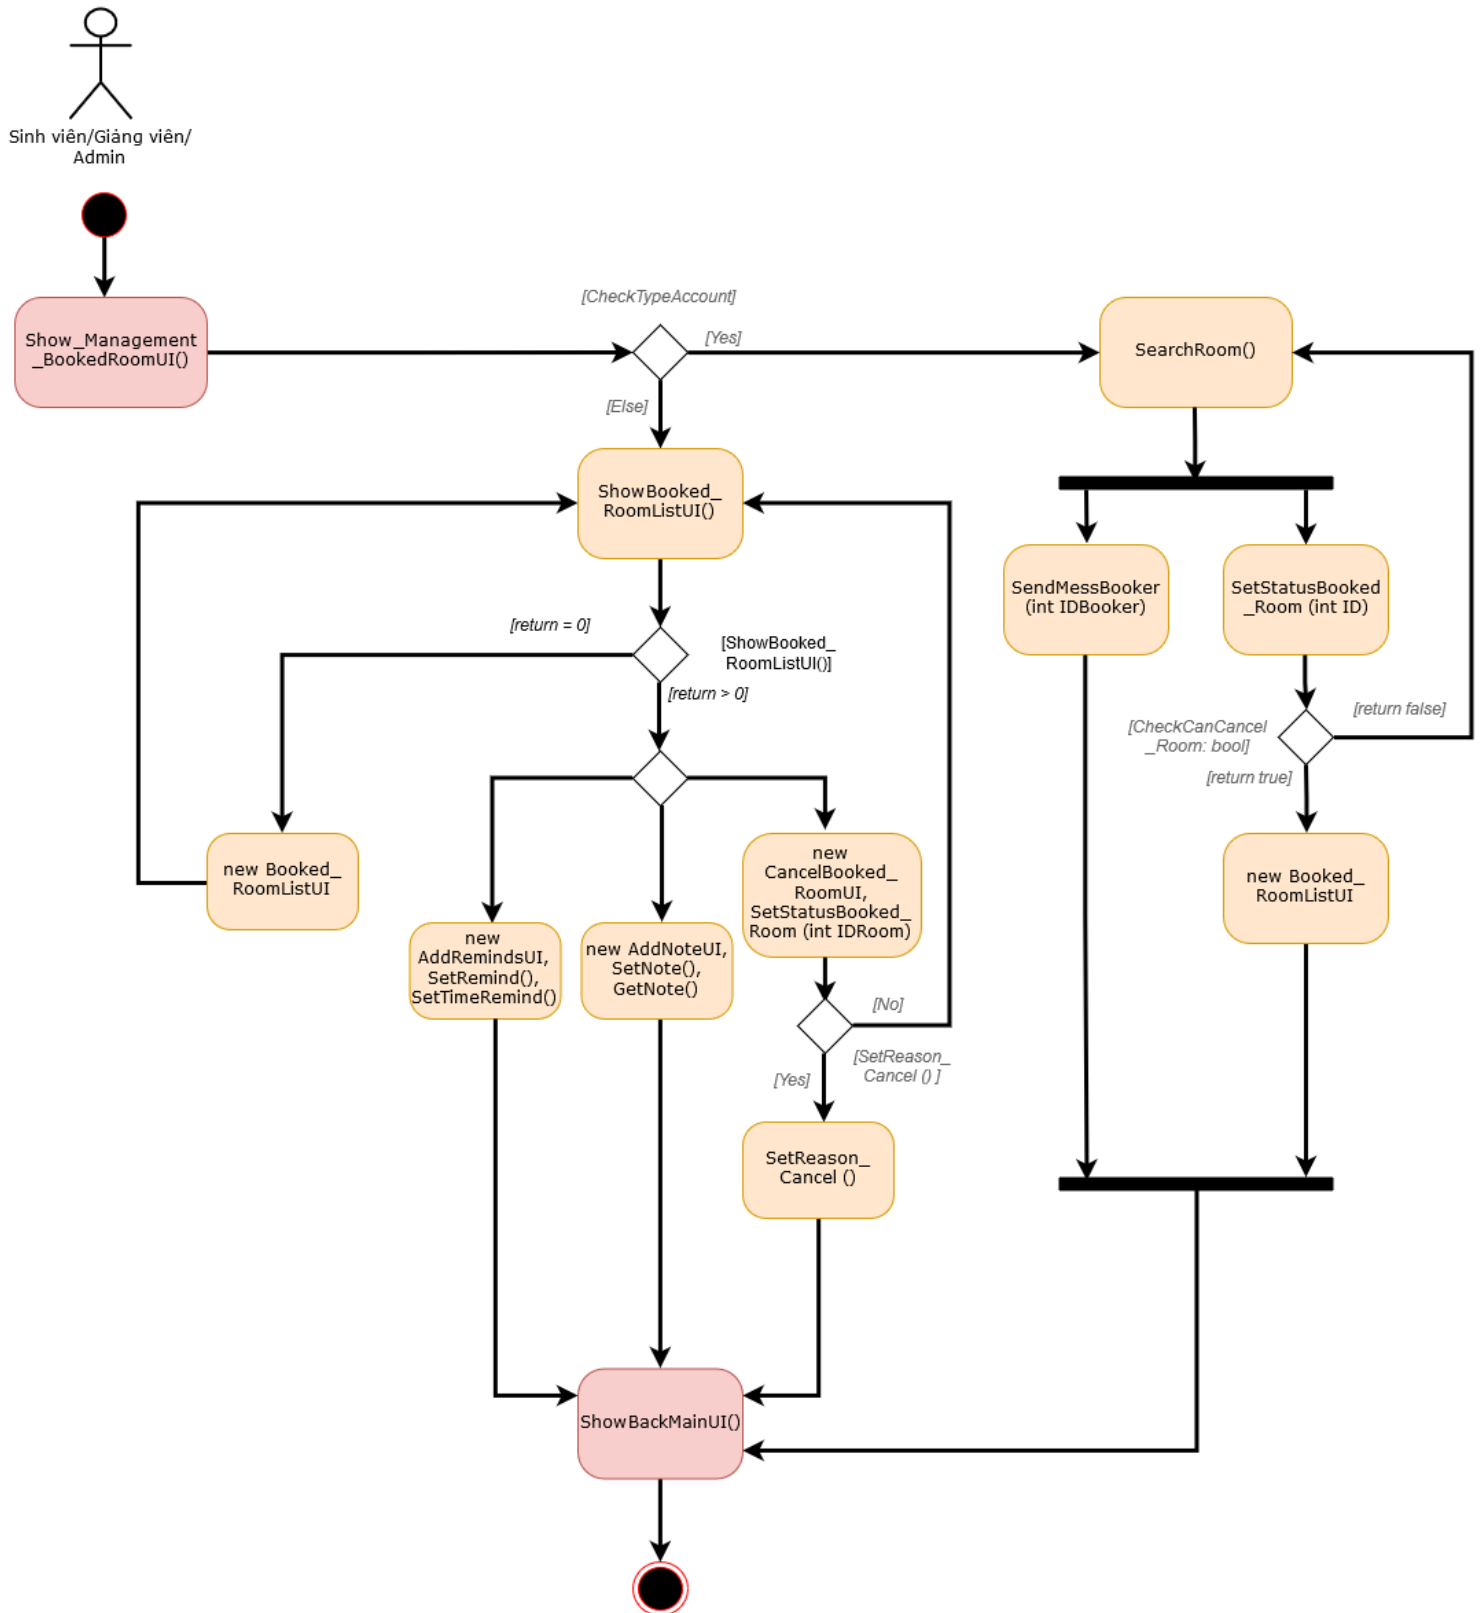 Sinh viên/Giảng viên/
Admin
[CheckTypeAccount]
Show_Management
_BookedRoomUI()
[Yes]
SearchRoom()
[Else]
ShowBooked_
RoomListUI()
SendMessBooker
(int IDBooker)
SetStatusBooked
_Room (int ID)
[return = 0]
[ShowBooked_
RoomListUI()]
[return > 0]
[CheckCanCancel
_Room: bool]
[return false]
[return true]
new Booked_
RoomListUI
new
CancelBooked_
RoomUI,
SetStatusBooked_
Room (int IDRoom)
new Booked_
RoomListUI
new
AddRemindsUI,
SetRemind(),
SetTimeRemind()
new AddNoteUI,
SetNote(),
GetNote()
[No]
[SetReason_
Cancel () ]
[Yes]
SetReason_
Cancel ()
ShowBackMainUI()